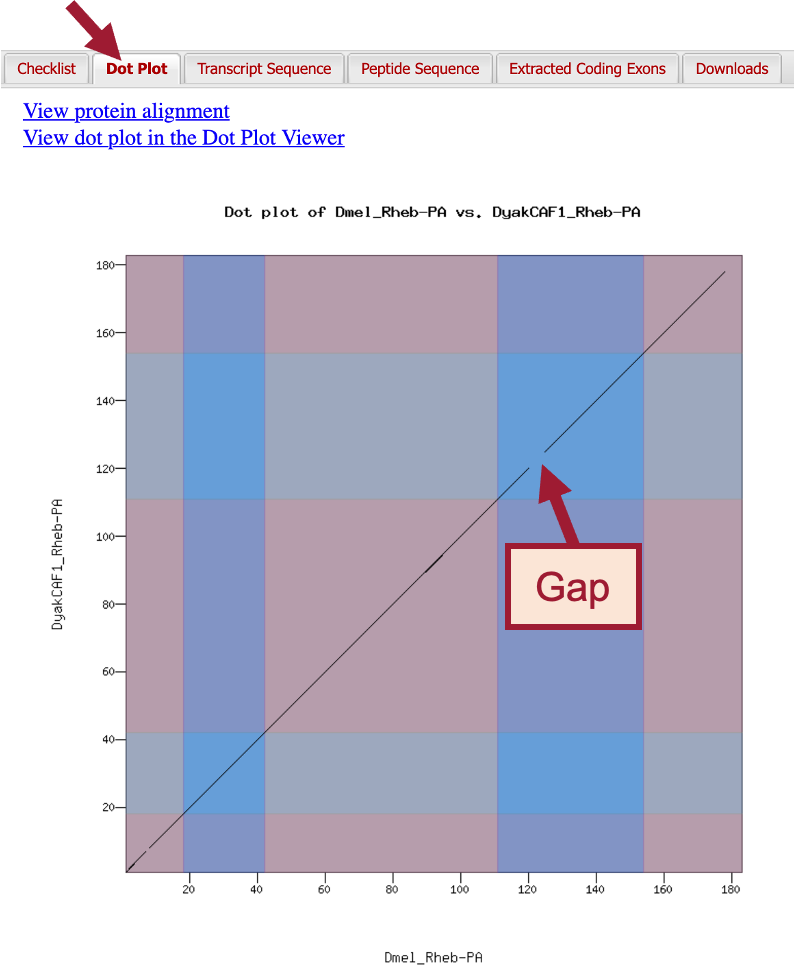 Checklist Dot Plot Transcript Sequence Peptide Sequence Extracted Coding Exons Downloads
View protein alignment
View dot plot in the Dot Plot Viewer
Dot plot of Dmel_Rheb-PA vs. DyakCAF1_Rheb-PA
180
160
140
120
100
80
60
40
20
DyakCAF1_Rheb-PA
Gap
20 40 60 80 100 120 140 160 180
Dmel_Rheb-PA